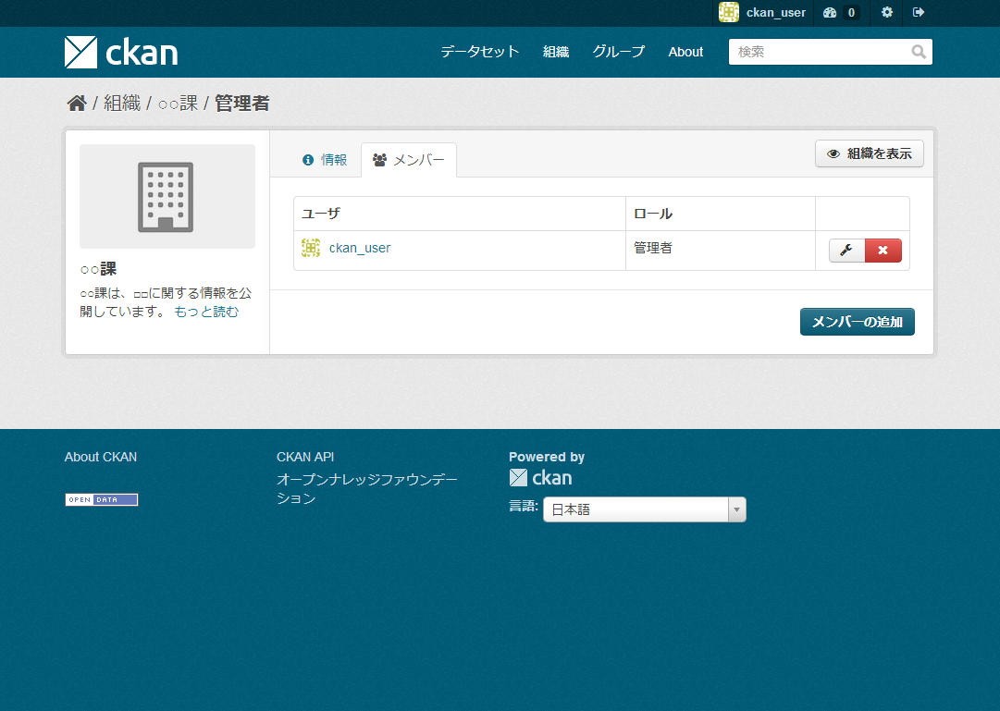 ckan_user 0
ckan データセット 組織 グループ About 検索
/ 組織 / ○○課 / 管理者
情報 メンバー 組織を表示
ユーザ ロール
ckan_user 管理者
○○課
○○課は、□□に関する情報を公
開しています。 もっと読む
メンバーの追加
About CKAN
OPEN DATA
CKAN API
オープンナレッジファウンデー
ション
Powered by
ckan
言語: 日本語